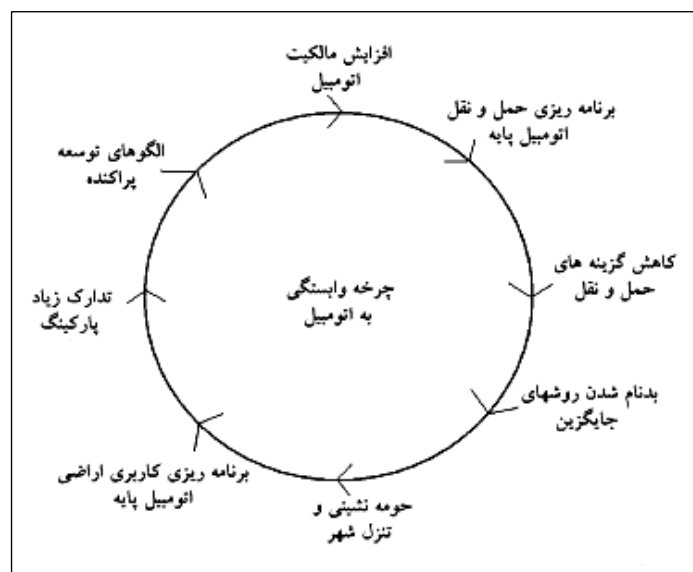 افزایش مالکیت
اتومبیل
برنامه ریزی حمل و نقل
اتومبیل پایه
کاهش گزینه های
حمل و نقل
بدنام شدن روشهای
جایگزین
حومه نشینی و
تنزل شهر
برنامه ریزی کاربری اراضی
اتومبیل پایه
تدارک زیاد
پارکینگ
الگوهای توسعه
پراکنده
چرخه وابستگی
به اتومبیل